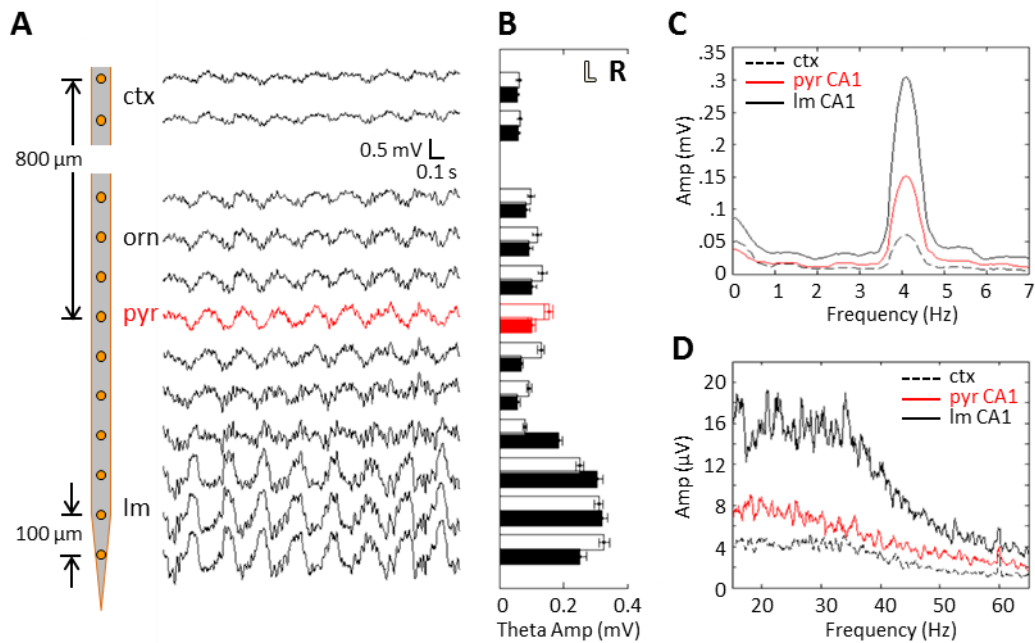 A
ctx
800 µm
0.5 mV
0.1 s
orn
pyr
lm
100 µm
B
L R
0 0.2 0.4
Theta Amp (mV)
C
.35
.3
.25
.2
.15
.1
0.05
0
Amp (mV)
ctx
pyr CA1
lm CA1
0 1 2 3 4 5 6 7
Frequency (Hz)
D
20
16
12
8
4
0
Amp (µV)
ctx
pyr CA1
lm CA1
20 30 40 50 60
Frequency (Hz)